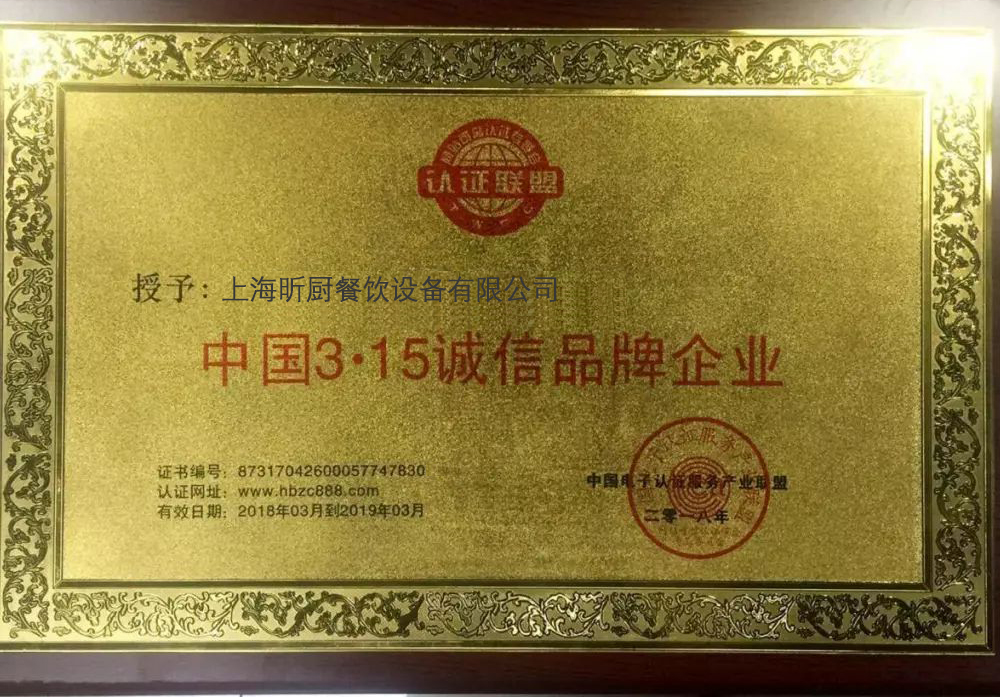 认证联盟
授予：上海昕厨餐饮设备有限公司
中国3·15诚信品牌企业
证书编号：87317042600057747830
认证网址：www.hbzc888.com
有效日期：2018年03月到2019年03月
中国电子认证服务产业联盟
二零一八年